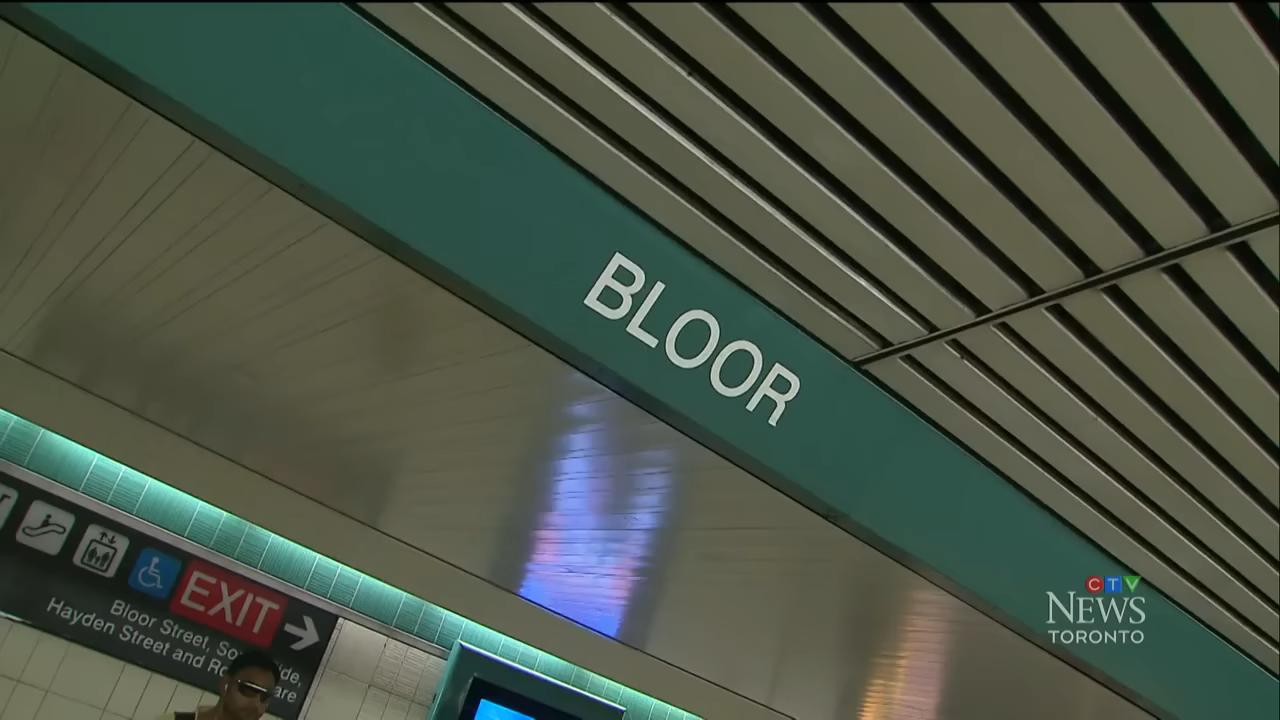 BLOOR
EXIT
Bloor Street,
Hayden Street and
CTV
NEWS
TORONTO